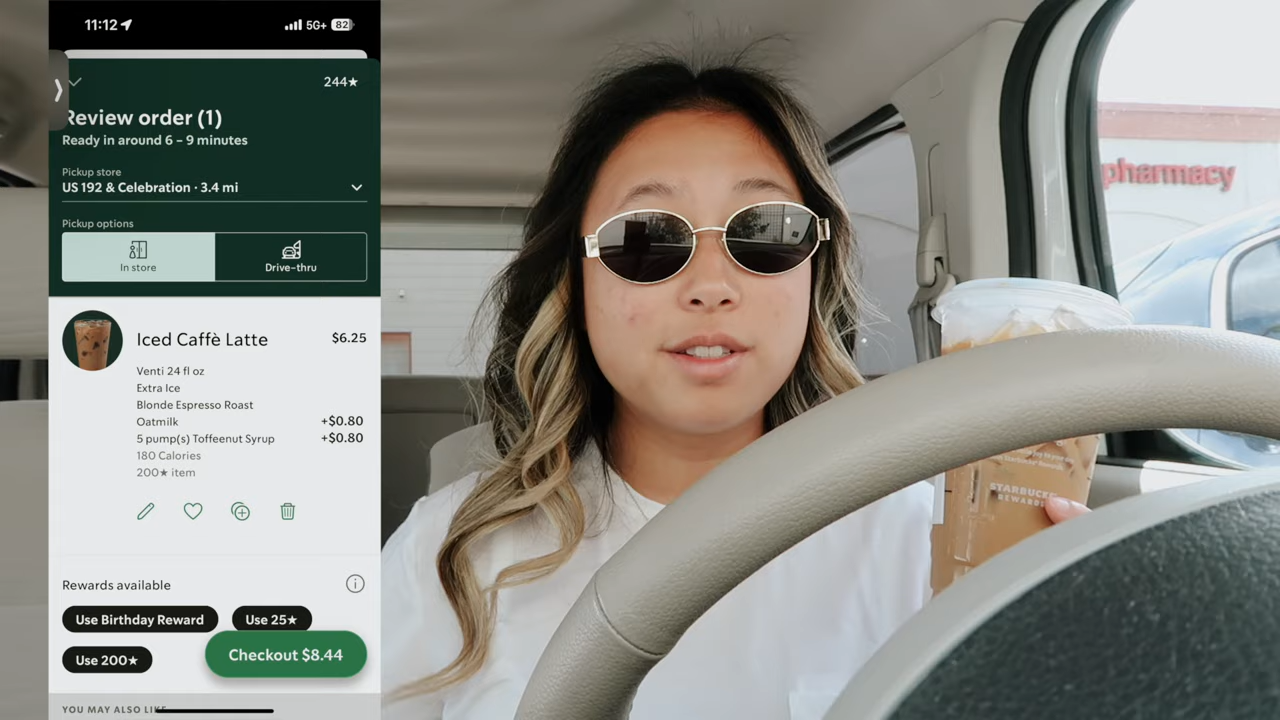 11:12
5G+ 82
244★
Review order (1)
Ready in around 6 – 9 minutes
Pickup store
US 192 & Celebration · 3.4 mi
Pickup options
In store
Drive-thru
Iced Caffè Latte
$6.25
Venti 24 fl oz
Extra Ice
Blonde Espresso Roast
Oatmilk +$0.80
5 pump(s) Toffeenut Syrup +$0.80
180 Calories
200★ item
Rewards available
Use Birthday Reward
Use 25★
Use 200★
Checkout $8.44
YOU MAY ALSO LIKE
pharmacy
STARBUCKS
REWARDS